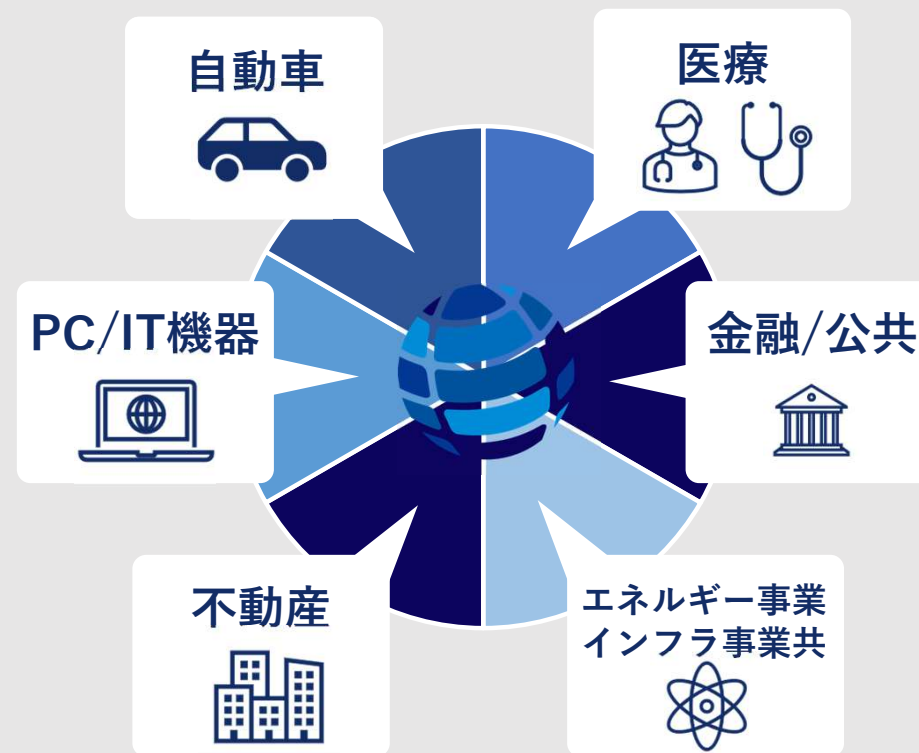 自動車
医療
PC/IT機器
金融/公共
不動産
エネルギー事業
インフラ事業共